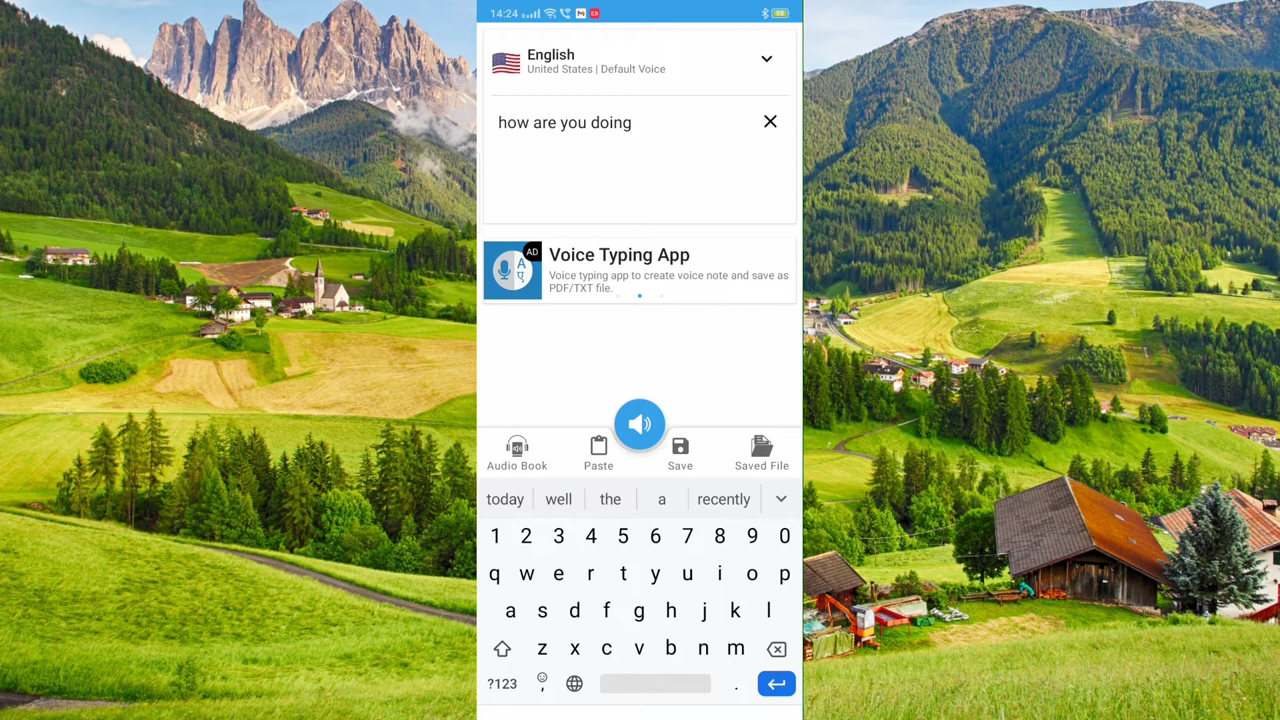 14:24
98
English
United States | Default Voice
how are you doing
AD
Voice Typing App
Voice typing app to create voice note and save as
PDF/TXT file.
Audio Book
Paste
Save
Saved File
today well the a recently
1 2 3 4 5 6 7 8 9 0
q w e r t y u i o p
a s d f g h j k l
z x c v b n m
?123 , .